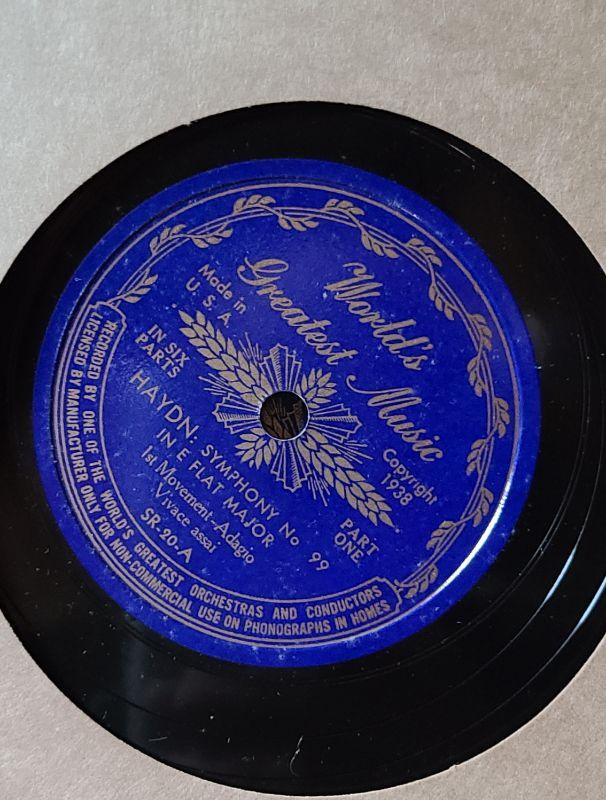 World's
Greatest Music
Made in
U. S. A.
Copyright
1938
IN SIX
PARTS
PART
ONE
HAYDN: SYMPHONY No 99
IN E FLAT MAJOR
1st Movement-Adagio
Vivace assai
SR-20-A
RECORDED BY ONE OF THE WORLD'S GREATEST ORCHESTRAS AND CONDUCTORS
LICENSED BY MANUFACTURER ONLY FOR NON-COMMERCIAL USE ON PHONOGRAPHS IN HOMES